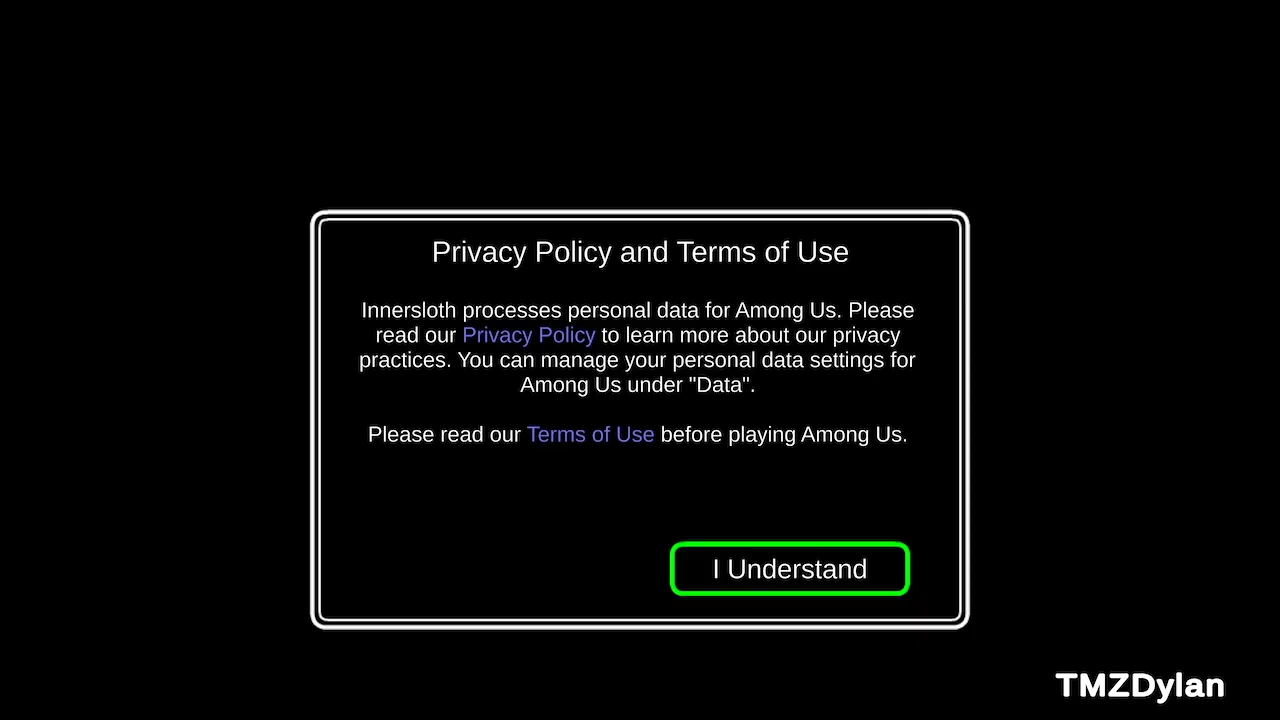 Privacy Policy and Terms of Use
Innersloth processes personal data for Among Us. Please
read our Privacy Policy to learn more about our privacy
practices. You can manage your personal data settings for
Among Us under "Data".
Please read our Terms of Use before playing Among Us.
I Understand
TMZDylan